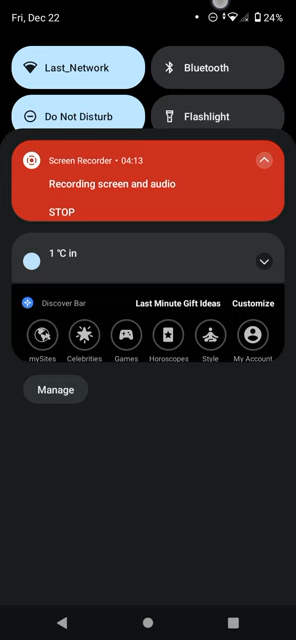 Fri, Dec 22
24%
Last_Network
Bluetooth
Do Not Disturb
Flashlight
Screen Recorder • 04:13
Recording screen and audio
STOP
1 °C in
Discover Bar
Last Minute Gift Ideas
Customize
mySites
Celebrities
Games
Horoscopes
Style
My Account
Manage